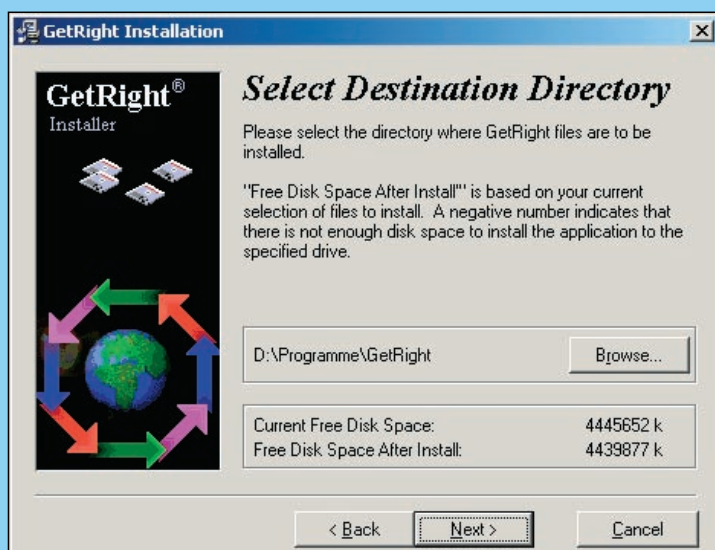 GetRight Installation
GetRight®
Installer
Select Destination Directory
Please select the directory where GetRight files are to be
installed.
"Free Disk Space After Install"' is based on your current
selection of files to install. A negative number indicates that
there is not enough disk space to install the application to the
specified drive.
D:\Programme\GetRight
Browse...
Current Free Disk Space: 4445652 k
Free Disk Space After Install: 4439877 k
< Back
Next >
Cancel